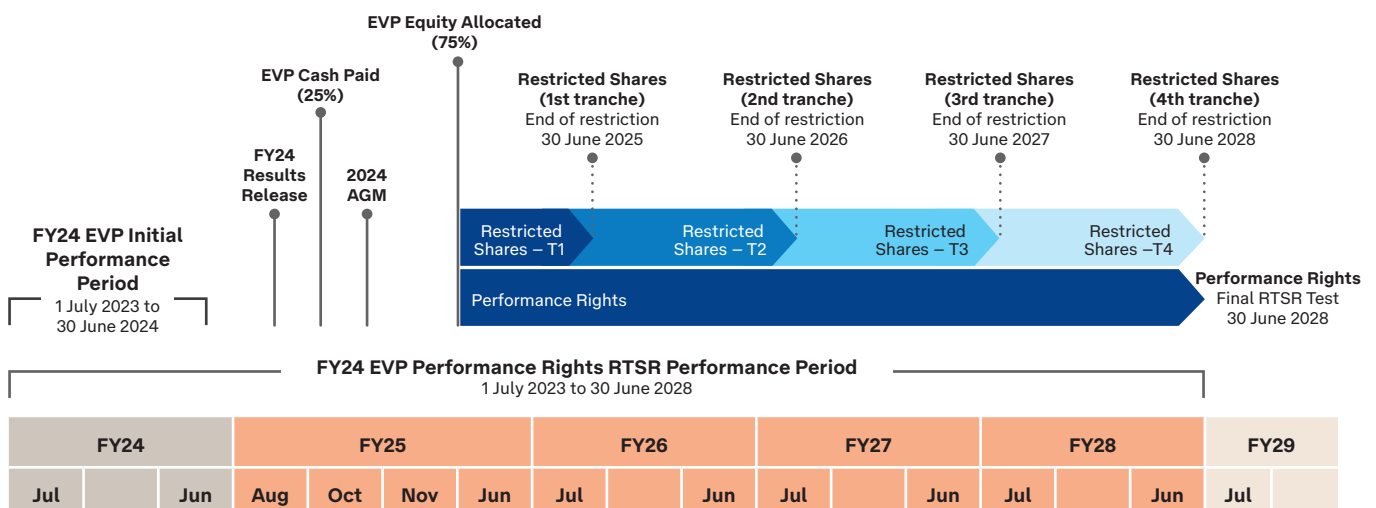 EVP Equity Allocated
(75%)
EVP Cash Paid
(25%)
Restricted Shares
(1st tranche)
End of restriction
30 June 2025
Restricted Shares
(2nd tranche)
End of restriction
30 June 2026
Restricted Shares
(3rd tranche)
End of restriction
30 June 2027
Restricted Shares
(4th tranche)
End of restriction
30 June 2028
FY24
Results
Release
2024
AGM
FY24 EVP Initial
Performance
Period
1 July 2023 to
30 June 2024
Restricted
Shares – T1
Restricted
Shares – T2
Restricted
Shares – T3
Restricted
Shares –T4
Performance Rights
Performance Rights
Final RTSR Test
30 June 2028
FY24 EVP Performance Rights RTSR Performance Period
1 July 2023 to 30 June 2028
FY24 FY25 FY26 FY27 FY28 FY29
Jul Jun Aug Oct Nov Jun Jul Jun Jul Jun Jul Jun Jul